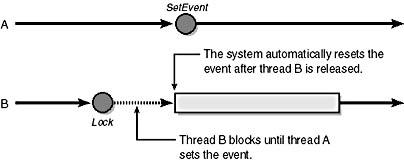 SetEvent
A
The system automatically resets the
event after thread B is released.
B
Lock
Thread B blocks until thread A
sets the event.